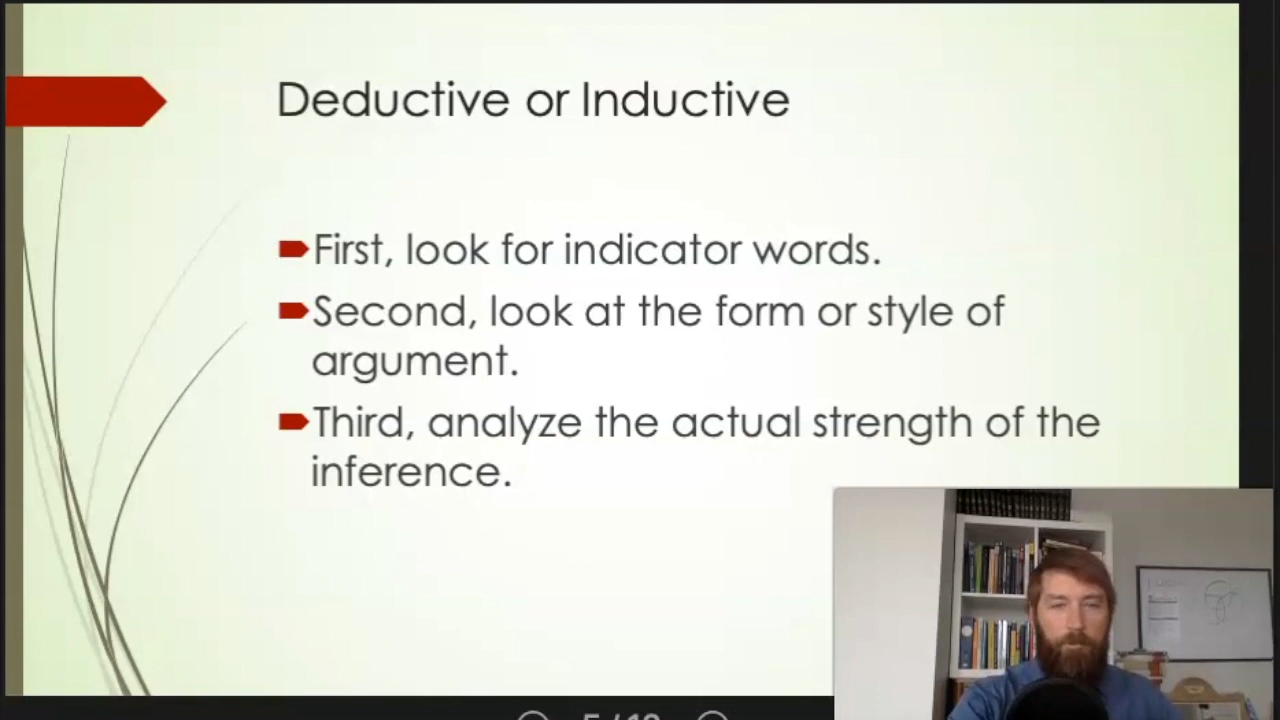 Deductive or Inductive
First, look for indicator words.
Second, look at the form or style of
argument.
Third, analyze the actual strength of the
inference.